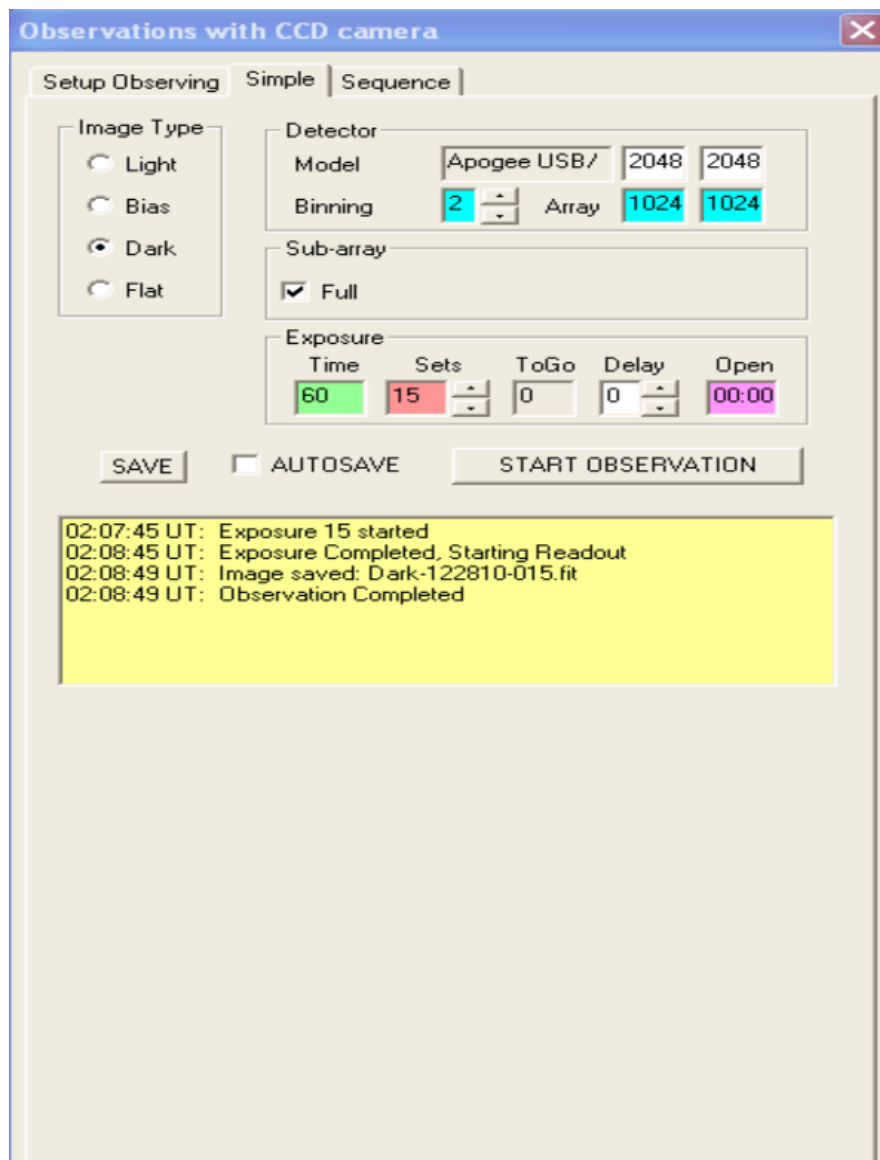 Observations with CCD camera
Setup Observing Simple Sequence
Image Type
Light
Bias
Dark
Flat
Detector
Model Apogee USB/ 2048 2048
Binning 2 Array 1024 1024
Sub-array
Full
Exposure
Time Sets ToGo Delay Open
60 15 0 0 00:00
SAVE AUTOSAVE START OBSERVATION
02:07:45 UT: Exposure 15 started
02:08:45 UT: Exposure Completed, Starting Readout
02:08:49 UT: Image saved: Dark-122810-015.fit
02:08:49 UT: Observation Completed